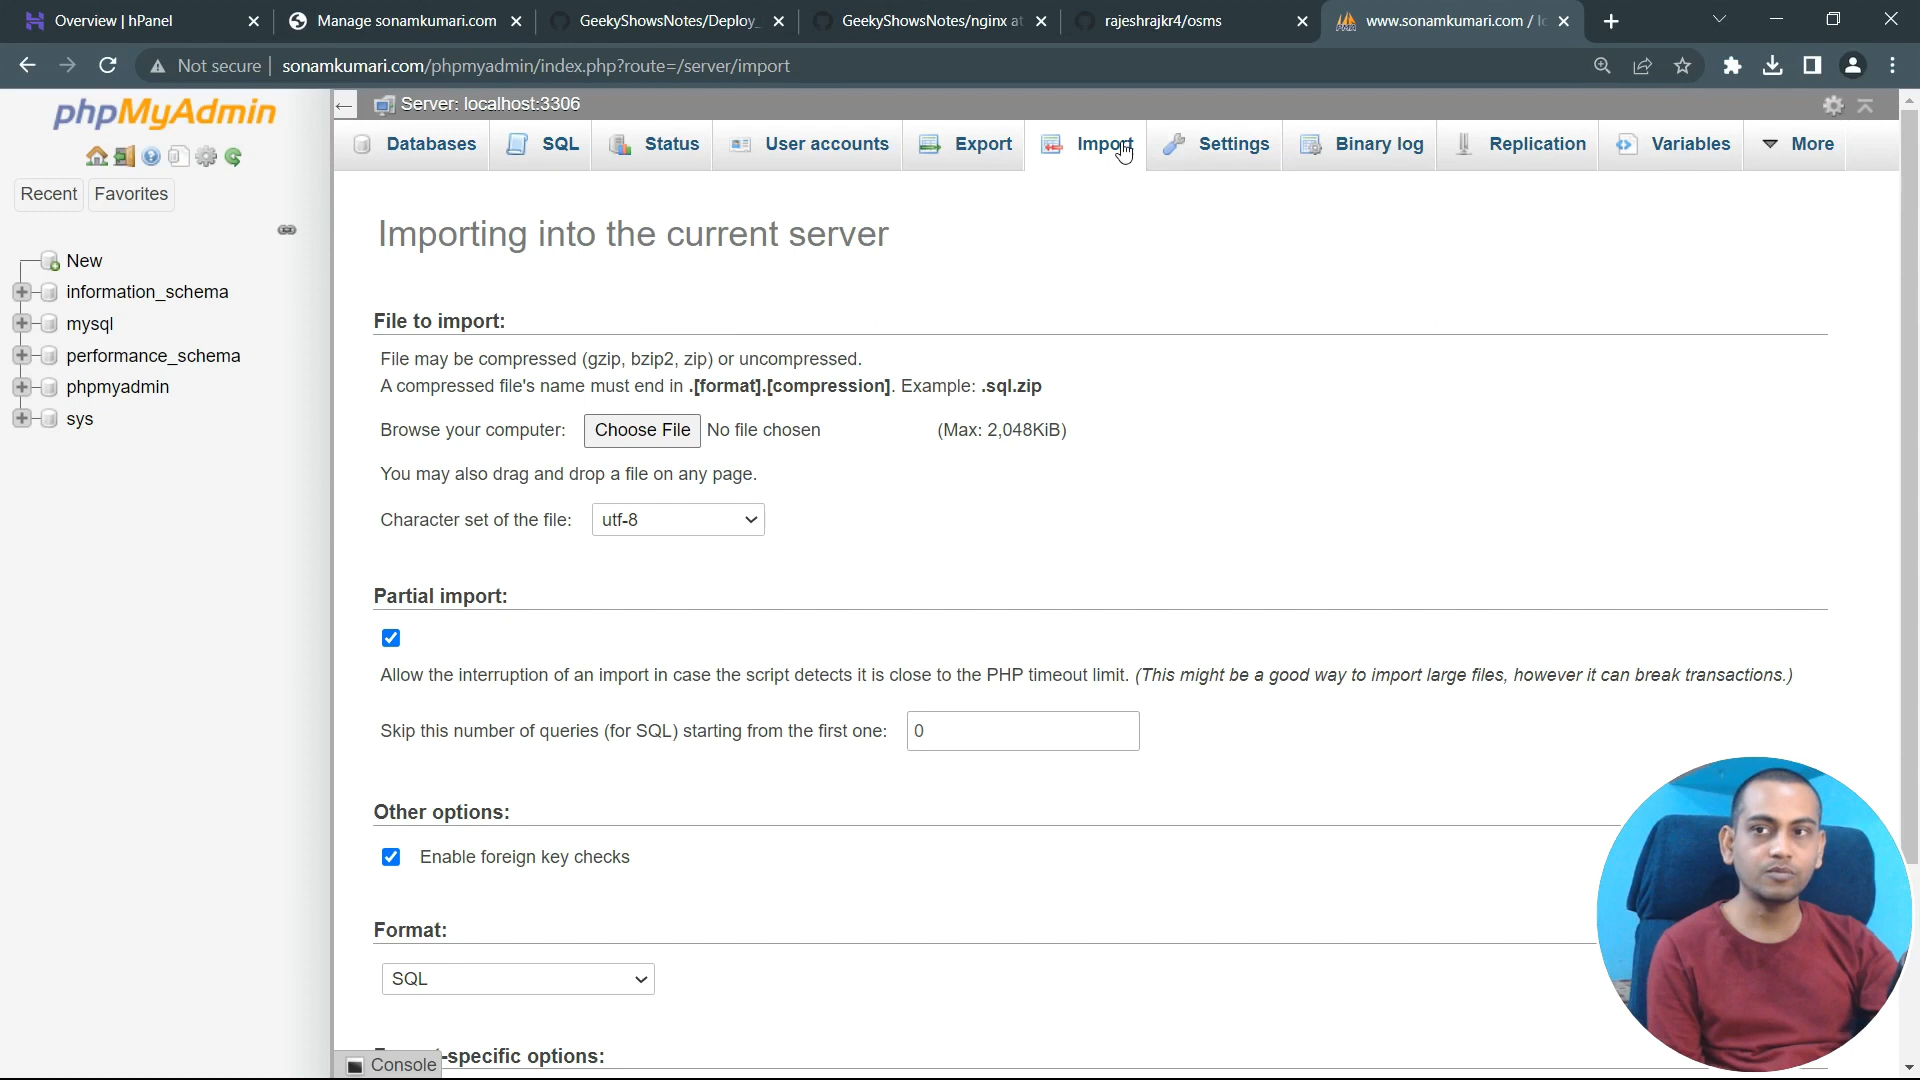 Overview | hPanel
Manage sonamkumari.com
GeekyShowsNotes/Deploy_
GeekyShowsNotes/nginx at
rajeshrajkr4/osms
www.sonamkumari.com / lo
Not secure
sonamkumari.com/phpmyadmin/index.php?route=/server/import
phpMyAdmin
Recent
Favorites
New
information_schema
mysql
performance_schema
phpmyadmin
sys
Server: localhost:3306
Databases
SQL
Status
User accounts
Export
Import
Settings
Binary log
Replication
Variables
More
Importing into the current server
File to import:
File may be compressed (gzip, bzip2, zip) or uncompressed.
A compressed file's name must end in .[format].[compression]. Example: .sql.zip
Browse your computer: Choose File No file chosen (Max: 2,048KiB)
You may also drag and drop a file on any page.
Character set of the file: utf-8
Partial import:
Allow the interruption of an import in case the script detects it is close to the PHP timeout limit. (This might be a good way to import large files, however it can break transactions.)
Skip this number of queries (for SQL) starting from the first one: 0
Other options:
Enable foreign key checks
Format:
SQL
-specific options:
Console